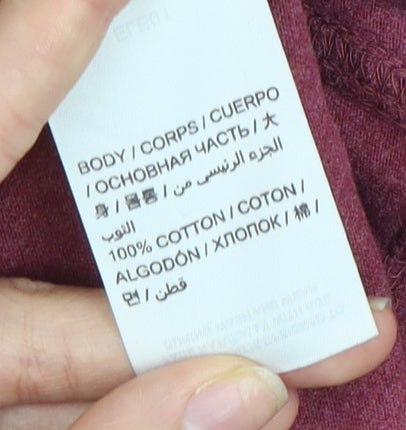 BODY / CORPS / CUERPO
/ ОСНОВНАЯ ЧАСТЬ / 大
身 / 몸통 / الجزء الرئيسى من
الثوب
100% COTTON / COTON /
ALGODÓN / ХЛОПОК / 棉 /
면 / قطن